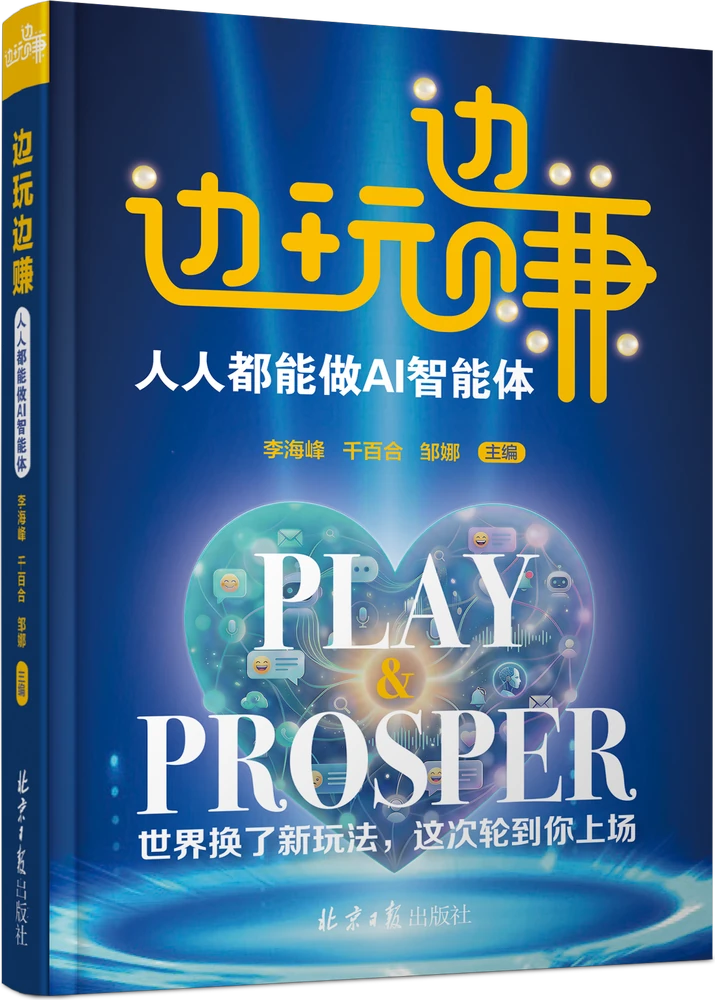 边玩边赚
边玩边赚
人人都能做AI智能体
李海峰 千百合 邹娜 主编
北京日报出版社
边玩边赚
人人都能做AI智能体
李海峰 千百合 邹娜 主编
PLAY
&
PROSPER
世界换了新玩法，这次轮到你上场
北京日报出版社